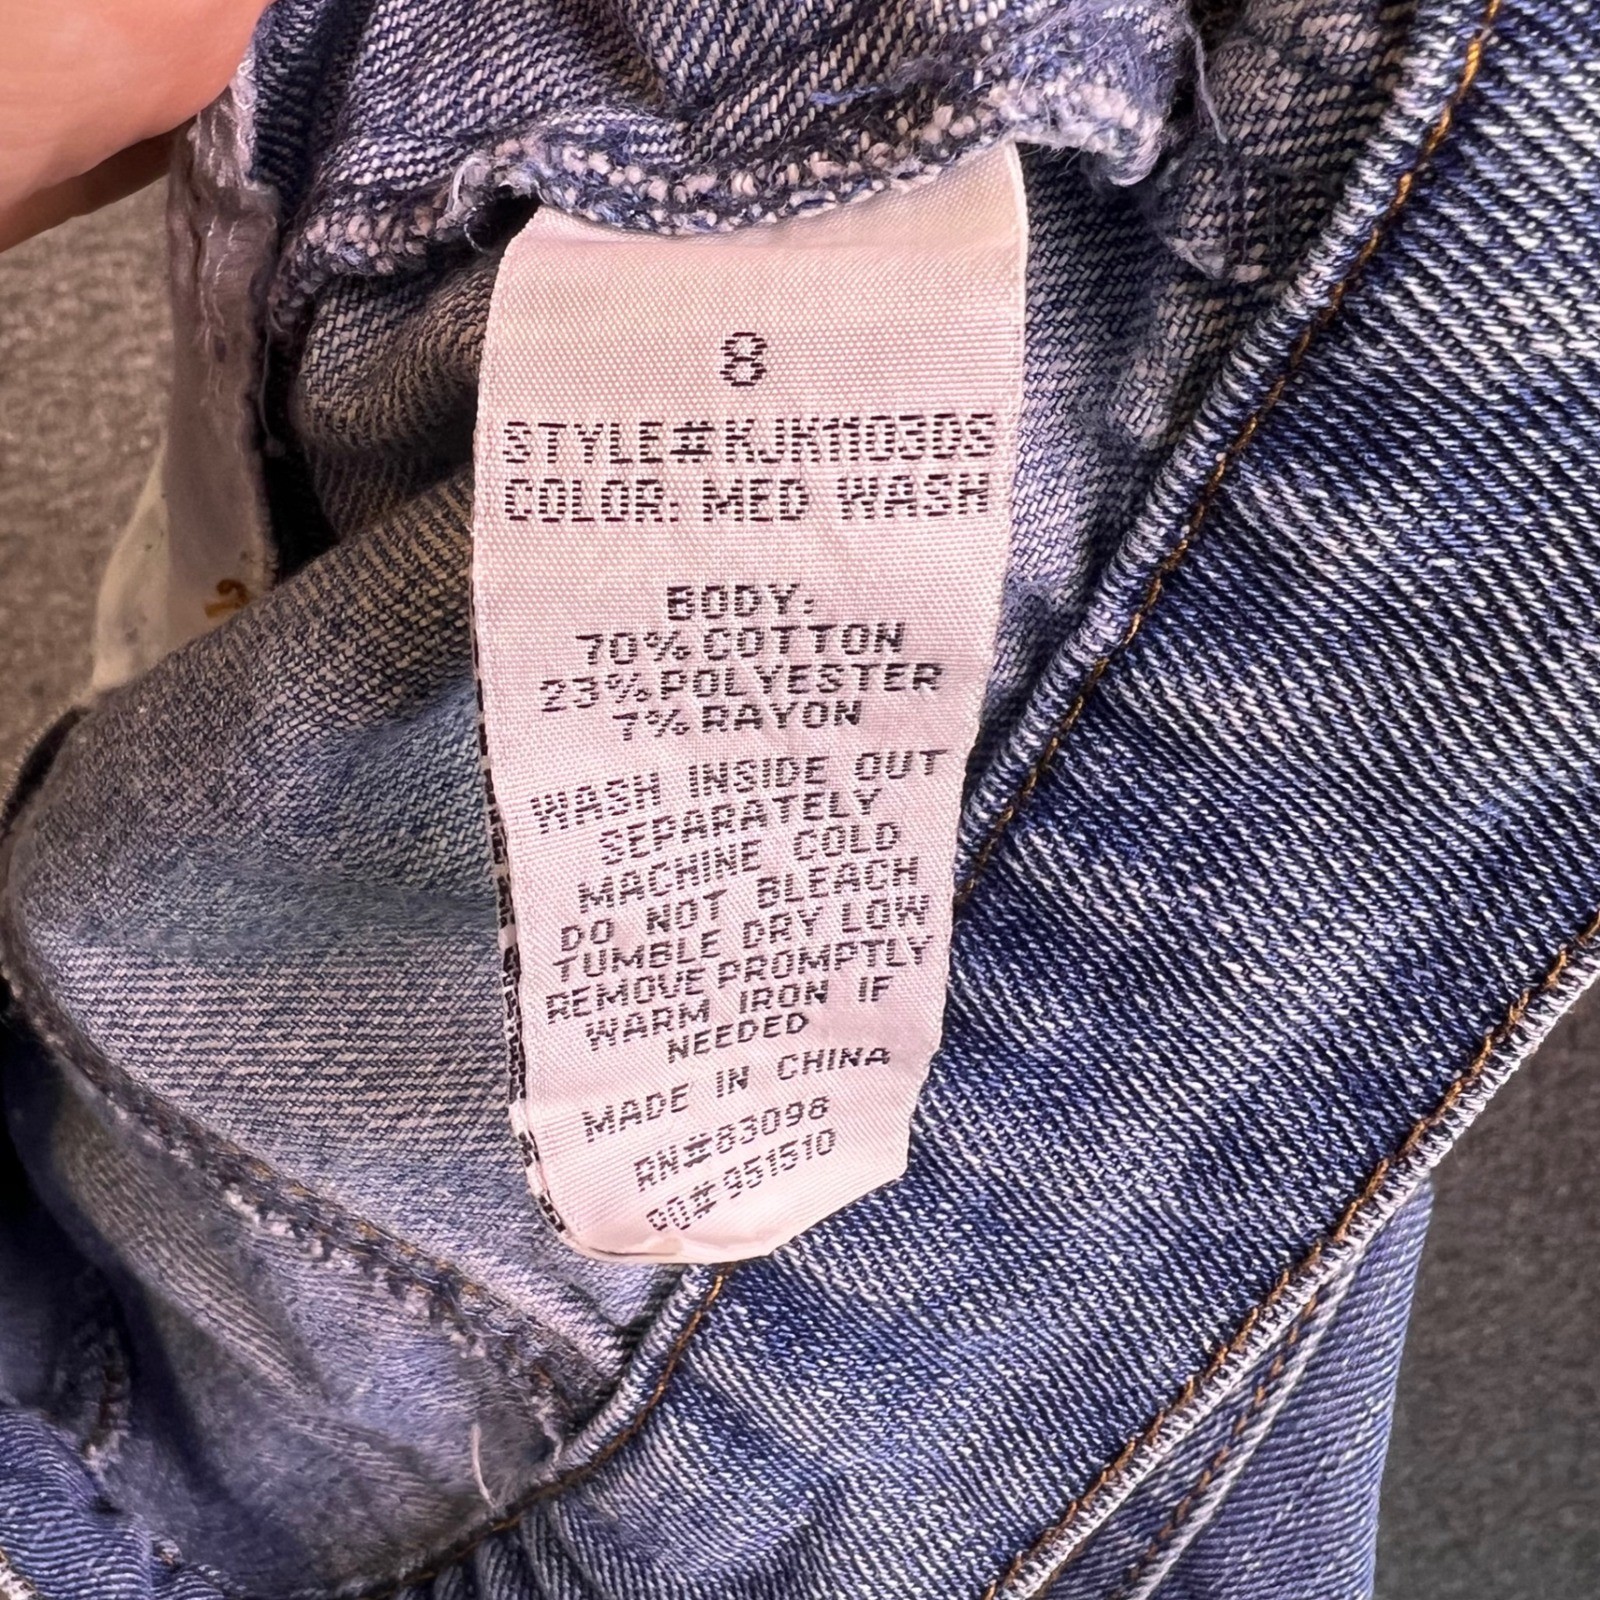 8
STYLE#KJK11030S
COLOR: MED WASH
BODY:
70% COTTON
23% POLYESTER
7% RAYON
WASH INSIDE OUT
SEPARATELY
MACHINE COLD
DO NOT BLEACH
TUMBLE DRY LOW
REMOVE PROMPTLY
WARM IRON IF
NEEDED
MADE IN CHINA
RN#83098
PO# 951510